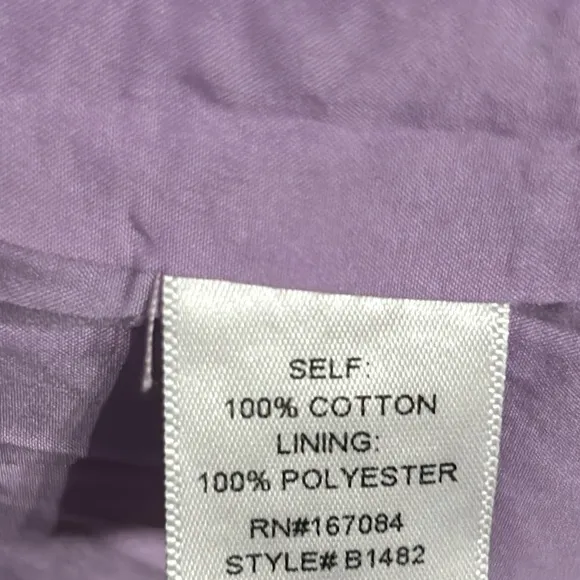 SELF:
100% COTTON
LINING:
100% POLYESTER
RN#167084
STYLE# B1482